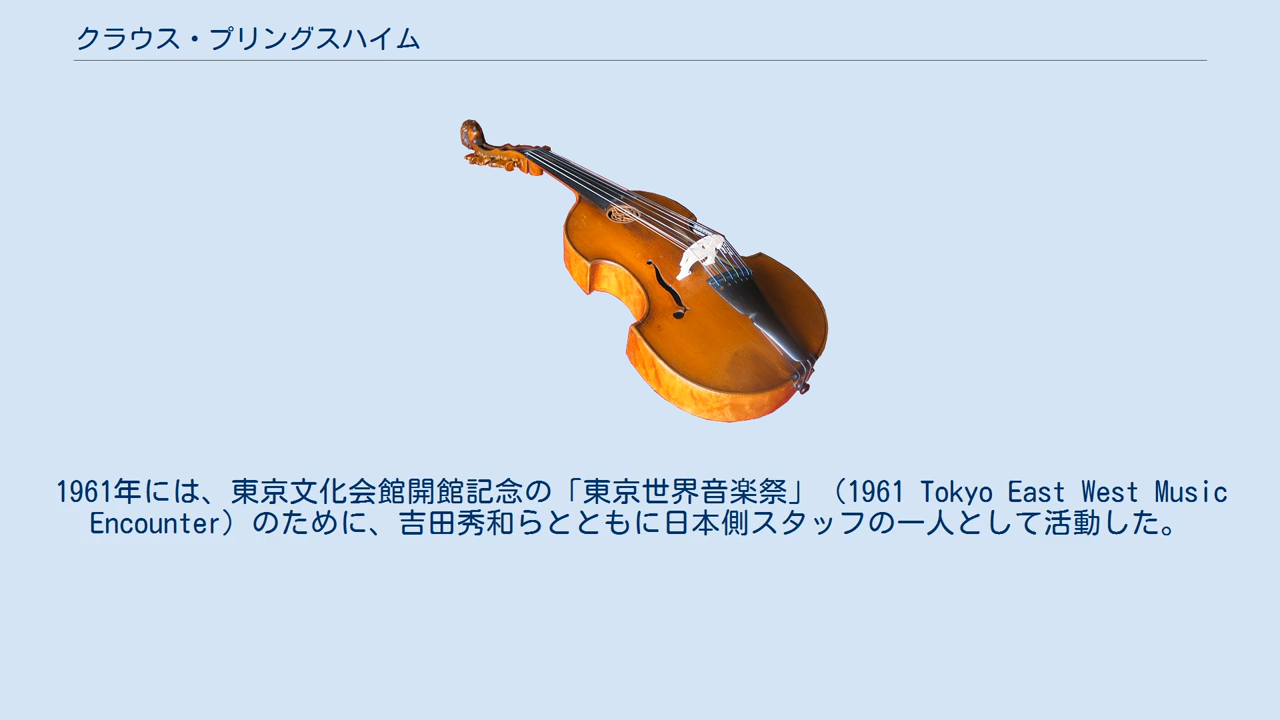 クラウス・プリングスハイム
1961年には、東京文化会館開館記念の「東京世界音楽祭」（1961 Tokyo East West Music
Encounter）のために、吉田秀和らとともに日本側スタッフの一人として活動した。